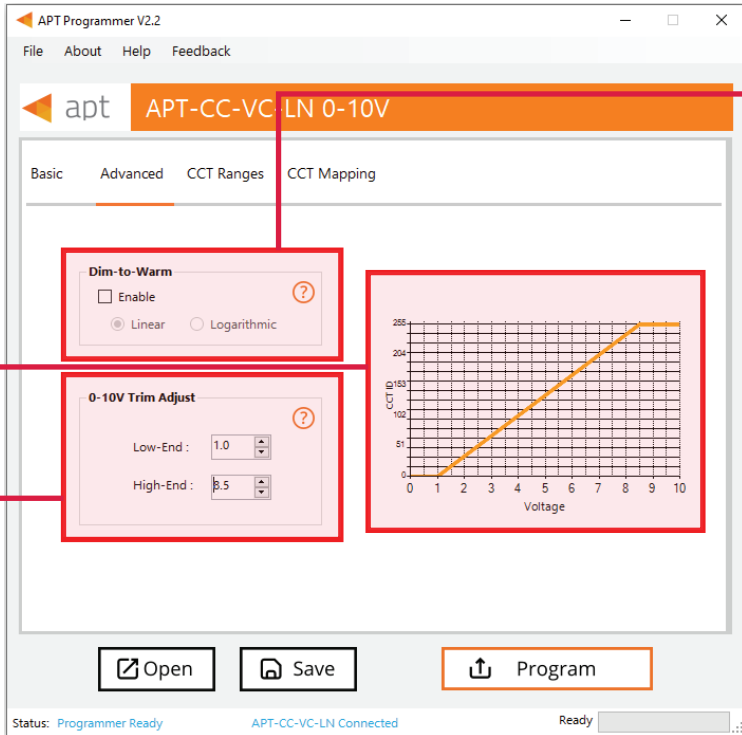 APT Programmer V2.2
File About Help Feedback
apt APT-CC-VC-LN 0-10V
Basic Advanced CCT Ranges CCT Mapping
Dim-to-Warm
Enable
?
Linear Logarithmic
0-10V Trim Adjust
?
Low-End : 1.0
High-End : 8.5
255
204
153
102
51
0
CCT ID
0 1 2 3 4 5 6 7 8 9 10
Voltage
Open Save Program
Status: Programmer Ready APT-CC-VC-LN Connected Ready